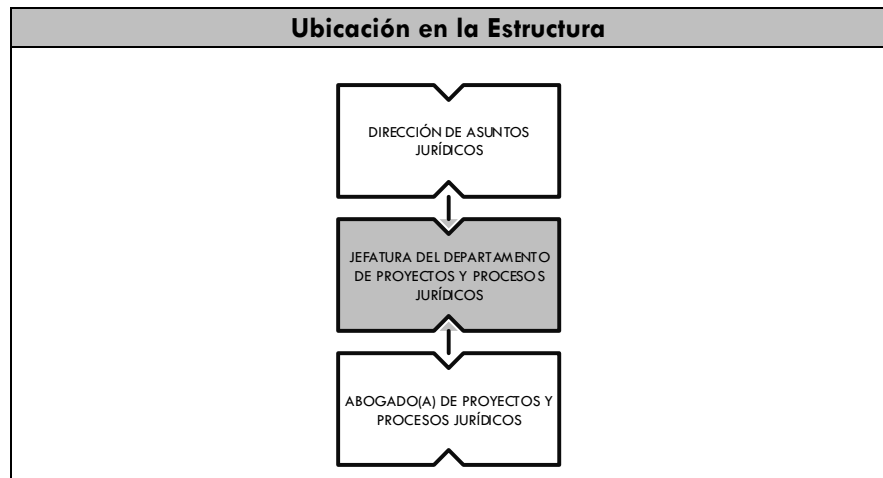 Ubicación en la Estructura
DIRECCIÓN DE ASUNTOS
JURÍDICOS
JEFATURA DEL DEPARTAMENTO
DE PROYECTOS Y PROCESOS
JURÍDICOS
ABOGADO(A) DE PROYECTOS Y
PROCESOS JURÍDICOS